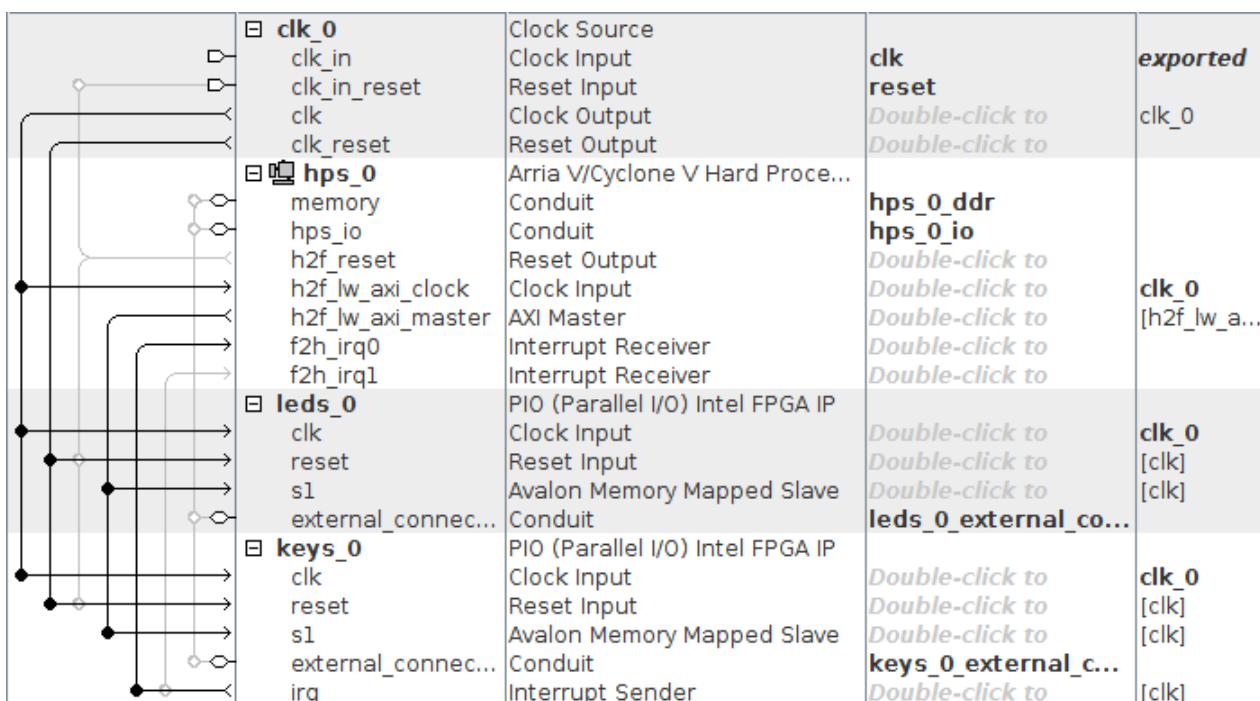 clk_0 Clock Source
clk_in Clock Input clk exported
clk_in_reset Reset Input reset
clk Clock Output Double-click to clk_0
clk_reset Reset Output Double-click to
hps_0 Arria V/Cyclone V Hard Proce...
memory Conduit hps_0_ddr
hps_io Conduit hps_0_io
h2f_reset Reset Output Double-click to
h2f_lw_axi_clock Clock Input Double-click to clk_0
h2f_lw_axi_master AXI Master Double-click to [h2f_lw_a...
f2h_irq0 Interrupt Receiver Double-click to
f2h_irq1 Interrupt Receiver Double-click to
leds_0 PIO (Parallel I/O) Intel FPGA IP
clk Clock Input Double-click to clk_0
reset Reset Input Double-click to [clk]
s1 Avalon Memory Mapped Slave Double-click to [clk]
external_connec... Conduit leds_0_external_co...
keys_0 PIO (Parallel I/O) Intel FPGA IP
clk Clock Input Double-click to clk_0
reset Reset Input Double-click to [clk]
s1 Avalon Memory Mapped Slave Double-click to [clk]
external_connec... Conduit keys_0_external_c...
irq Interrupt Sender Double-click to [clk]